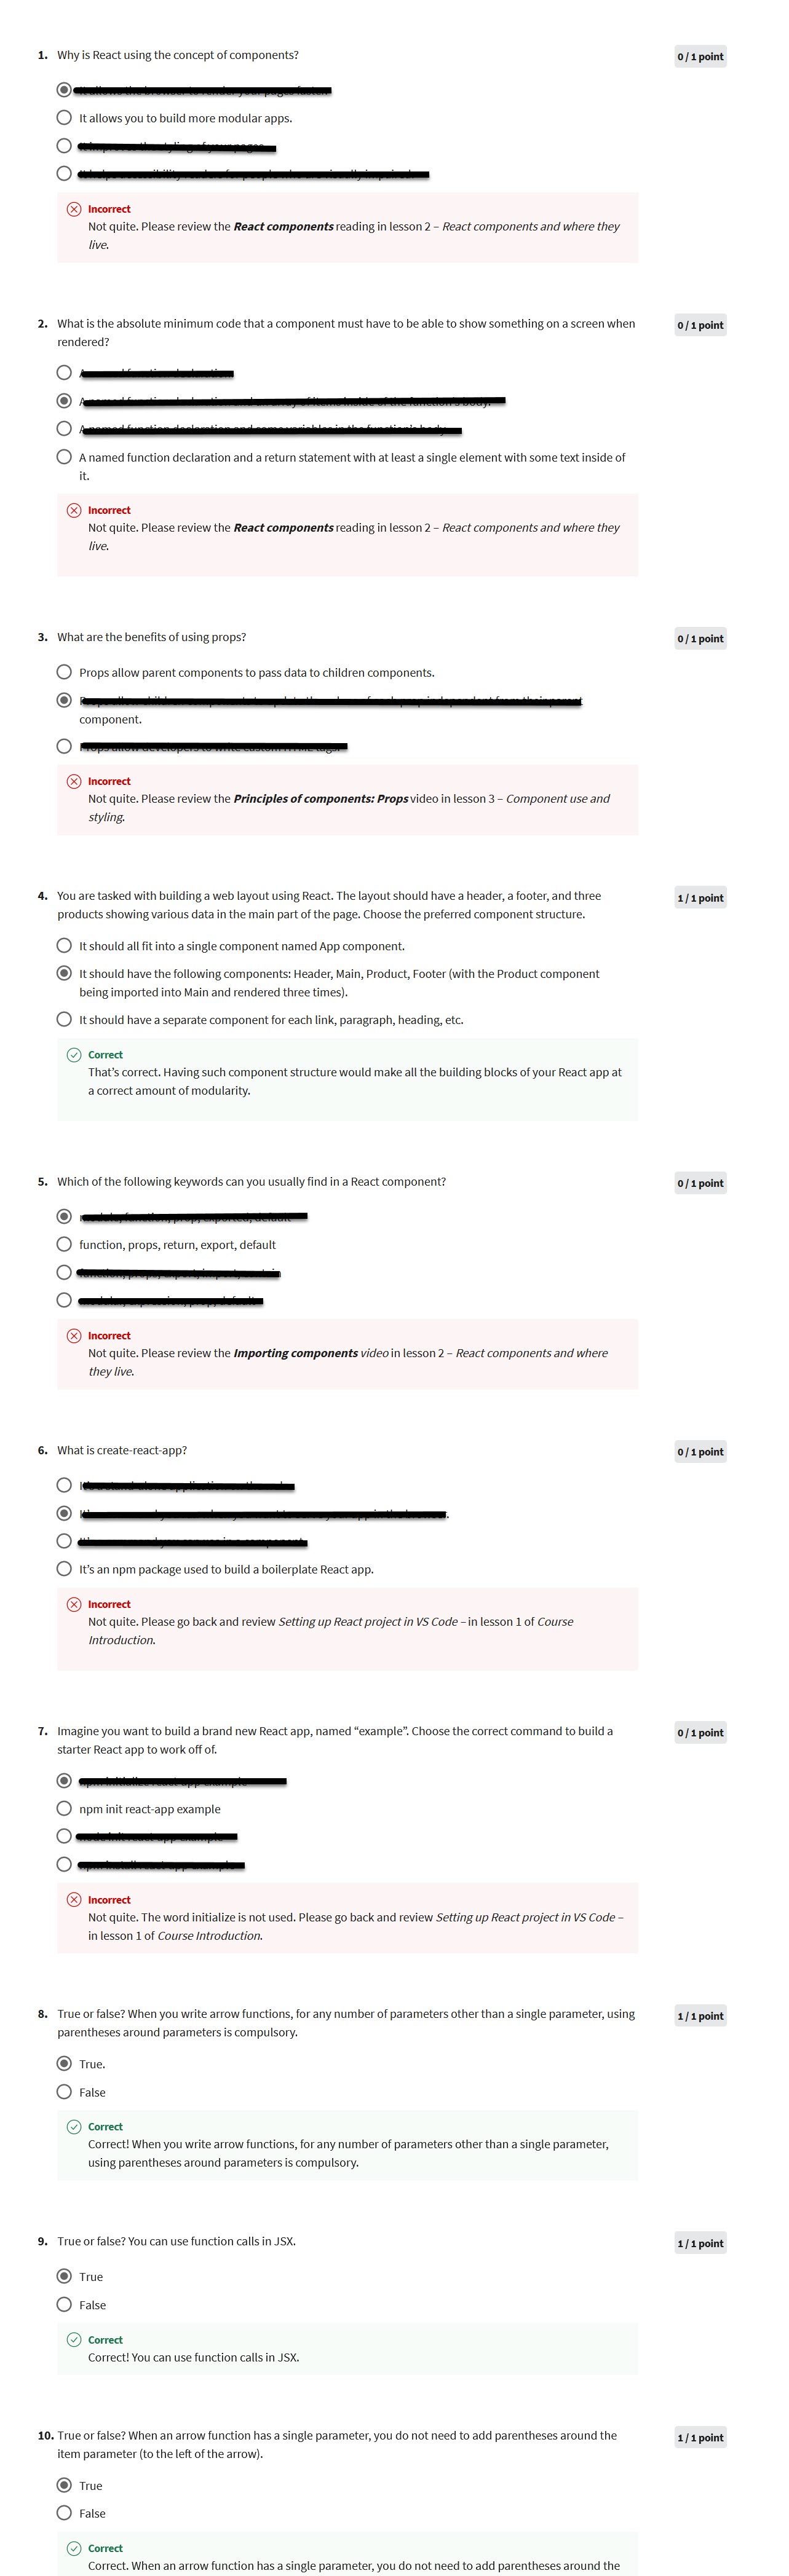 1. Why is React using the concept of components?
0 / 1 point
It allows you to build more modular apps.
Incorrect
Not quite. Please review the React components reading in lesson 2 – React components and where they
live.
2. What is the absolute minimum code that a component must have to be able to show something on a screen when
rendered?
0 / 1 point
A named function declaration and a return statement with at least a single element with some text inside of
it.
Incorrect
Not quite. Please review the React components reading in lesson 2 – React components and where they
live.
3. What are the benefits of using props?
0 / 1 point
Props allow parent components to pass data to children components.
component.
Incorrect
Not quite. Please review the Principles of components: Props video in lesson 3 – Component use and
styling.
4. You are tasked with building a web layout using React. The layout should have a header, a footer, and three
products showing various data in the main part of the page. Choose the preferred component structure.
1 / 1 point
It should all fit into a single component named App component.
It should have the following components: Header, Main, Product, Footer (with the Product component
being imported into Main and rendered three times).
It should have a separate component for each link, paragraph, heading, etc.
Correct
That's correct. Having such component structure would make all the building blocks of your React app at
a correct amount of modularity.
5. Which of the following keywords can you usually find in a React component?
0 / 1 point
function, props, return, export, default
Incorrect
Not quite. Please review the Importing components video in lesson 2 – React components and where
they live.
6. What is create-react-app?
0 / 1 point
It's an npm package used to build a boilerplate React app.
Incorrect
Not quite. Please go back and review Setting up React project in VS Code – in lesson 1 of Course
Introduction.
7. Imagine you want to build a brand new React app, named “example”. Choose the correct command to build a
starter React app to work off of.
0 / 1 point
npm init react-app example
Incorrect
Not quite. The word initialize is not used. Please go back and review Setting up React project in VS Code –
in lesson 1 of Course Introduction.
8. True or false? When you write arrow functions, for any number of parameters other than a single parameter, using
parentheses around parameters is compulsory.
1 / 1 point
True.
False
Correct
Correct! When you write arrow functions, for any number of parameters other than a single parameter,
using parentheses around parameters is compulsory.
9. True or false? You can use function calls in JSX.
1 / 1 point
True
False
Correct
Correct! You can use function calls in JSX.
10. True or false? When an arrow function has a single parameter, you do not need to add parentheses around the
item parameter (to the left of the arrow).
1 / 1 point
True
False
Correct
Correct. When an arrow function has a single parameter, you do not need to add parentheses around the